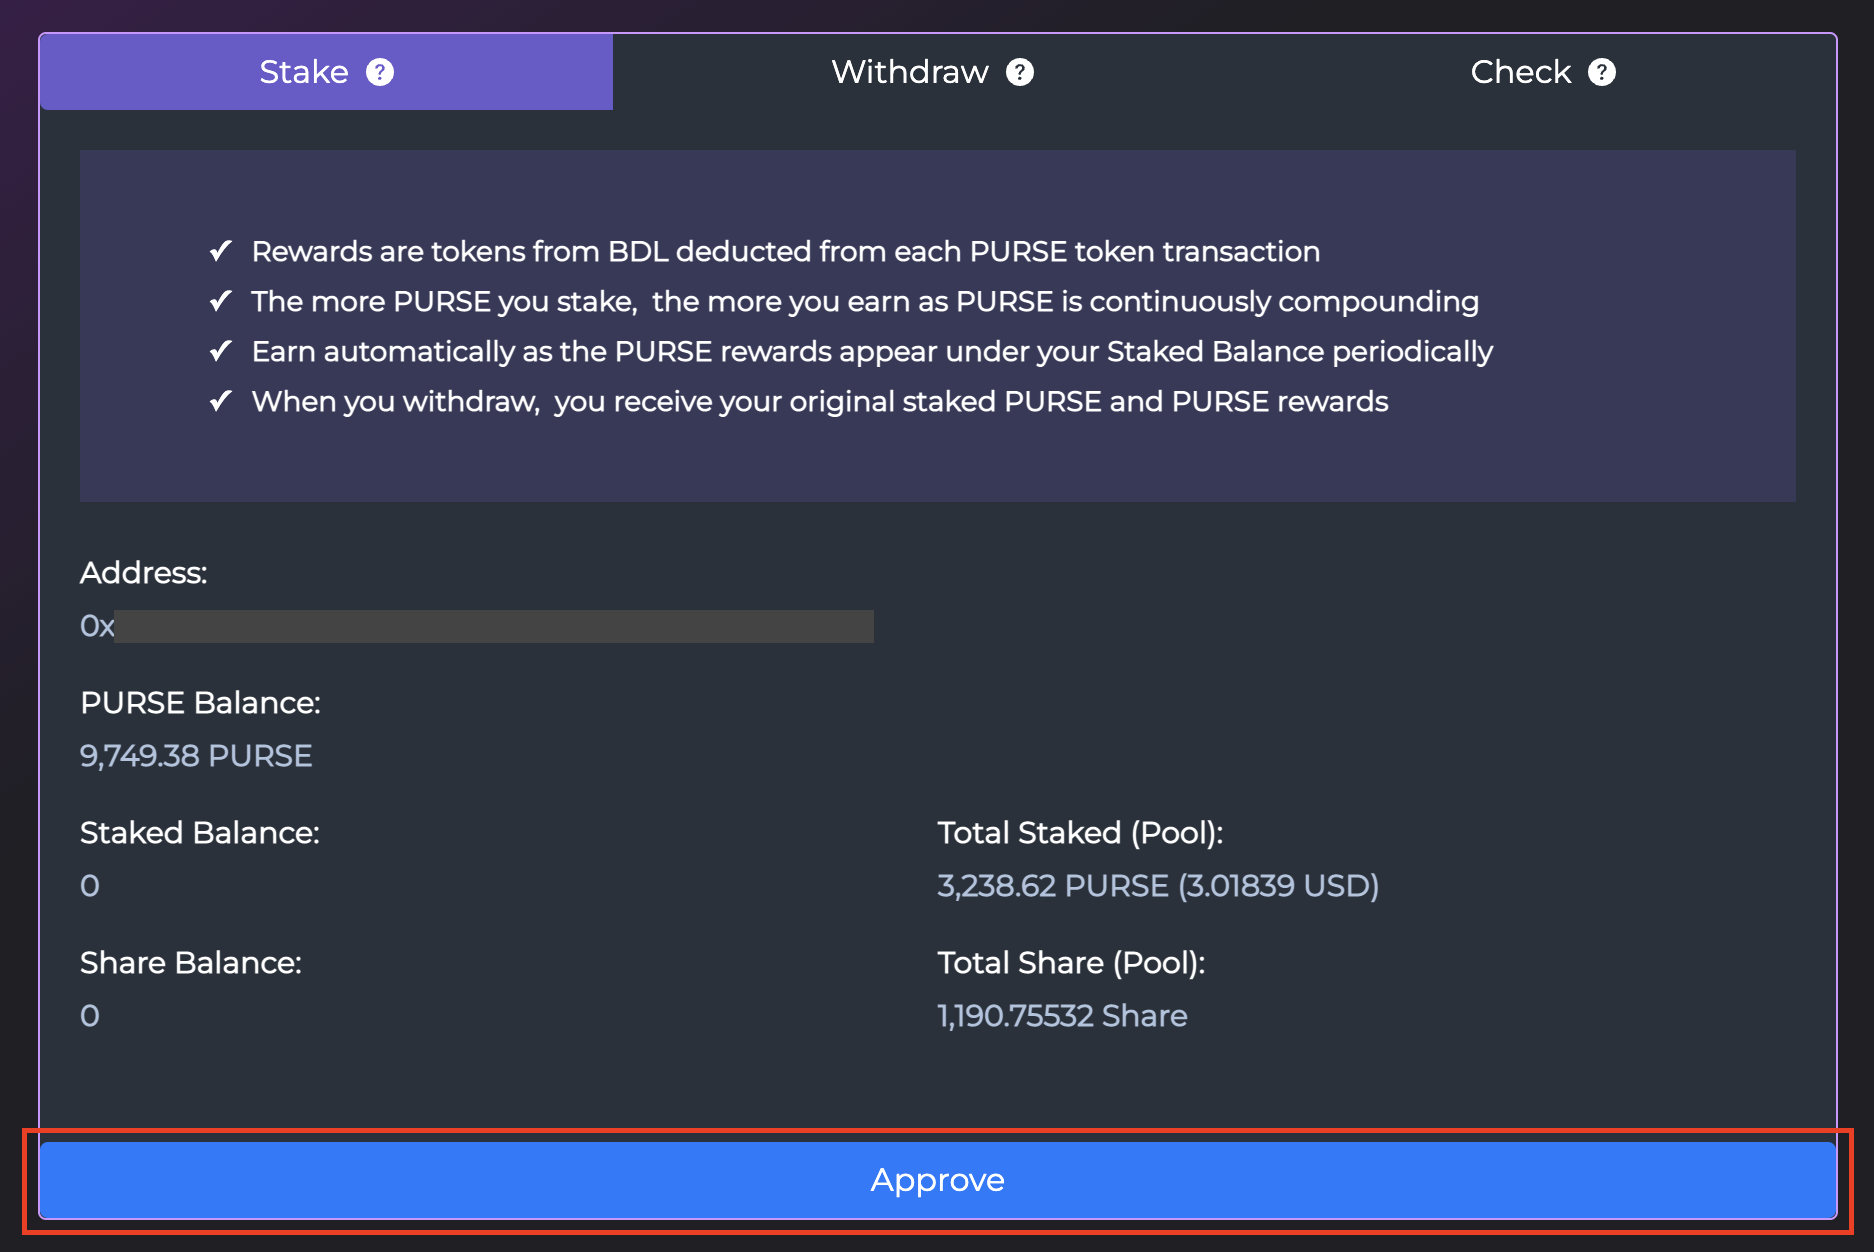 Stake ? Withdraw ? Check ?
✔ Rewards are tokens from BDL deducted from each PURSE token transaction
✔ The more PURSE you stake, the more you earn as PURSE is continuously compounding
✔ Earn automatically as the PURSE rewards appear under your Staked Balance periodically
✔ When you withdraw, you receive your original staked PURSE and PURSE rewards
Address:
0x
PURSE Balance:
9,749.38 PURSE
Staked Balance:
0
Total Staked (Pool):
3,238.62 PURSE (3.01839 USD)
Share Balance:
0
Total Share (Pool):
1,190.75532 Share
Approve